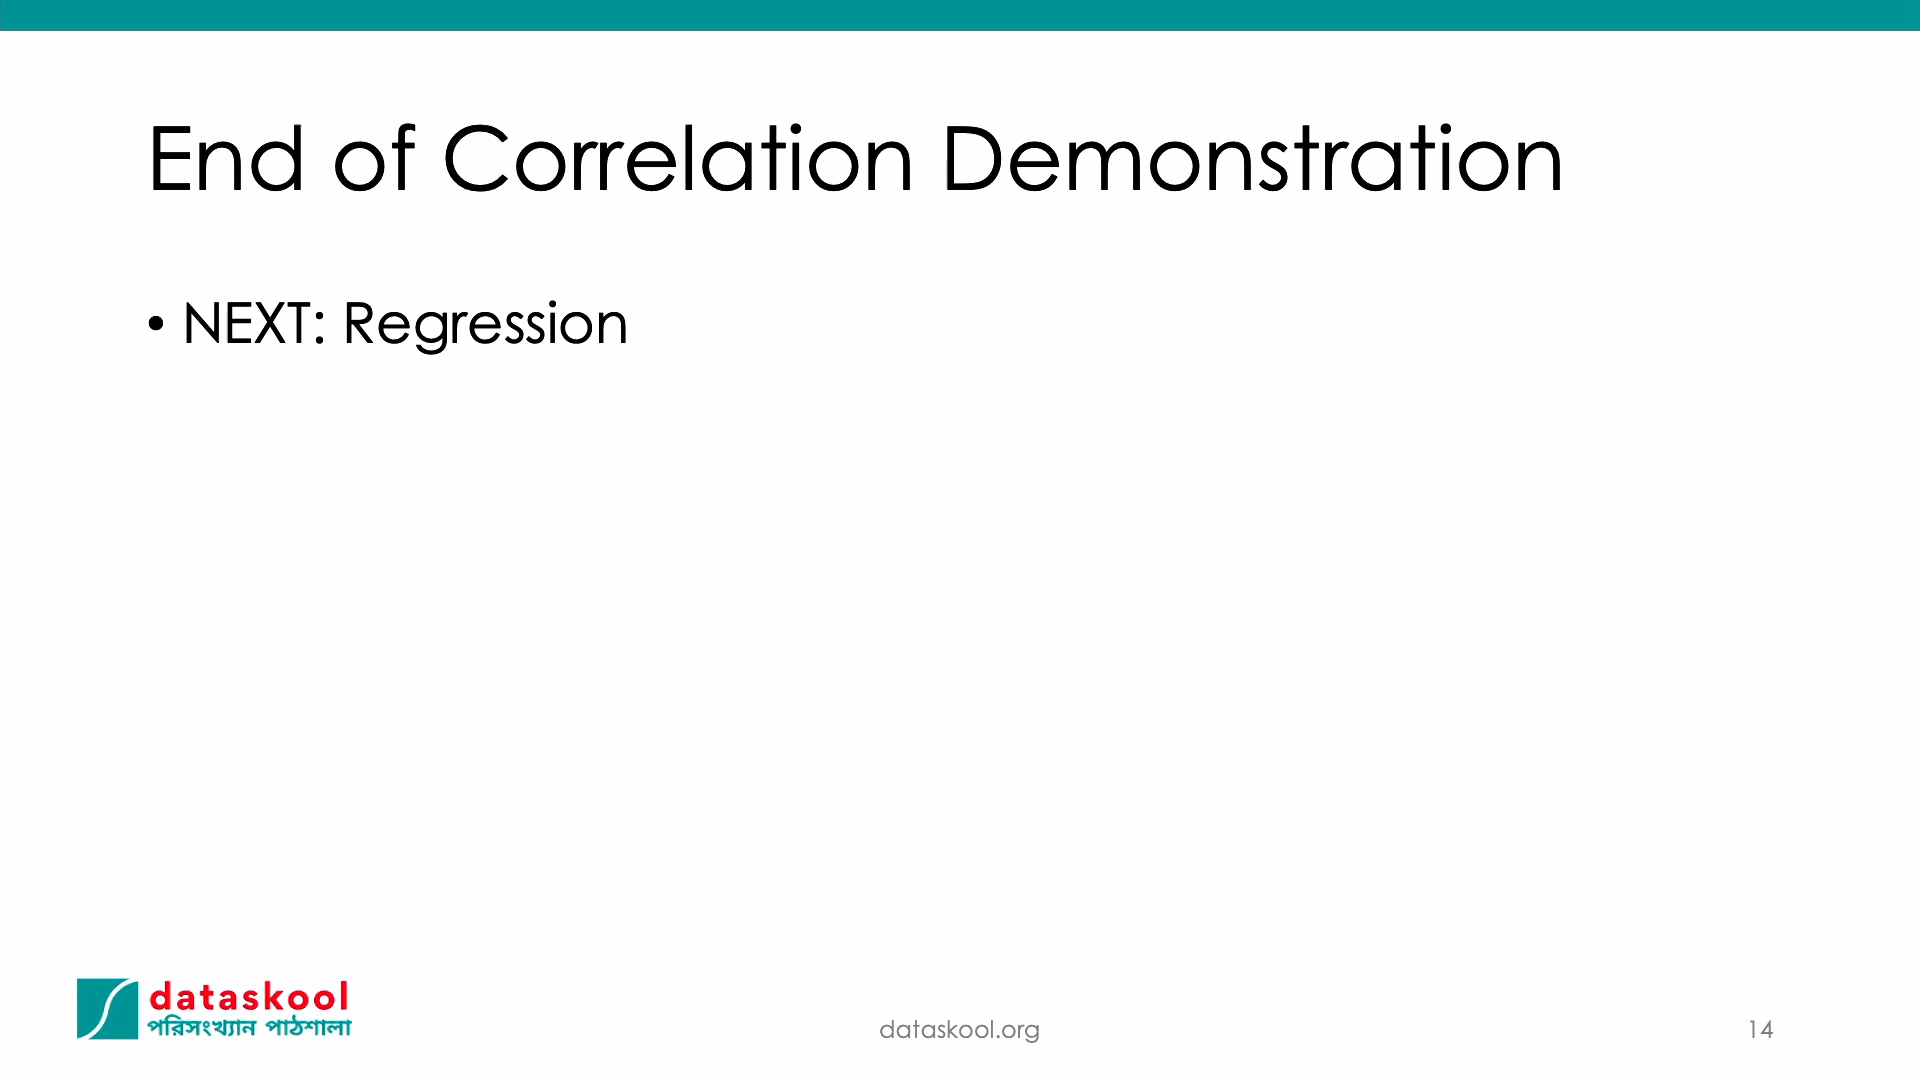 End of Correlation Demonstration
• NEXT: Regression
dataskool
পরিসংখ্যান পাঠশালা
dataskool.org
14